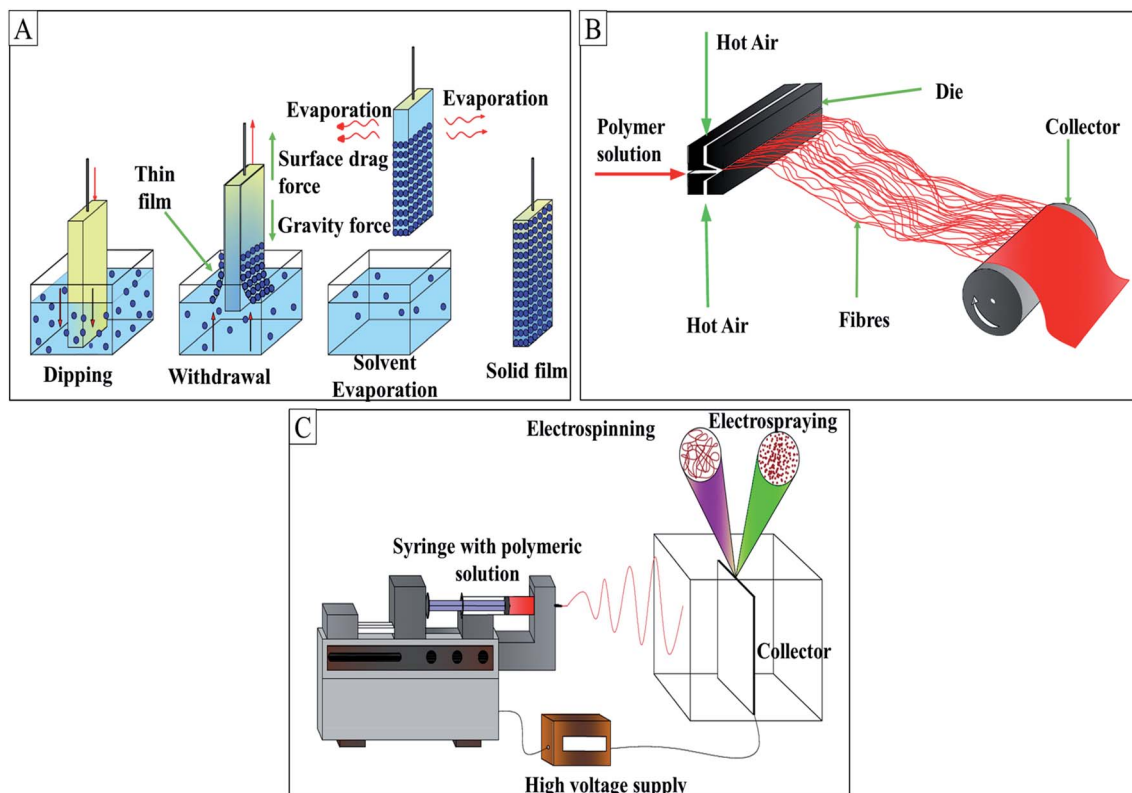 A
Evaporation
Evaporation
Surface drag
force
Thin
film
Gravity force
Dipping
Withdrawal
Solvent
Evaporation
Solid film
B
Hot Air
Die
Polymer
solution
Collector
Hot Air
Fibres
C
Electrospinning
Electrospraying
Syringe with polymeric
solution
Collector
High voltage supply